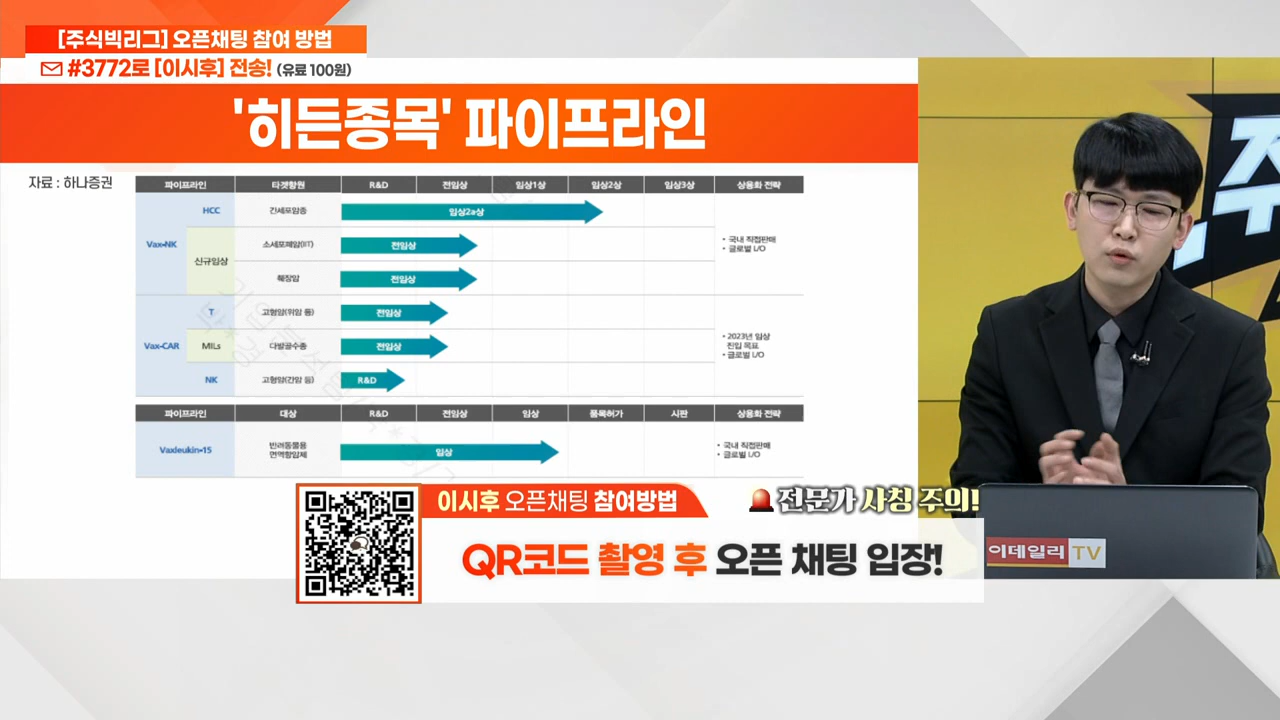 [주식빅리그] 오픈채팅 참여 방법
#3772로 [이시후] 전송! (유료 100원)
'히든종목' 파이프라인
자료 : 하나증권
파이프라인 타겟항원 R&D 전임상 임상1상 임상2상 임상3상 상용화 전략
HCC 간세포암종 임상2a상
Vax-NK 신규임상 소세포폐암(IIT) 전임상
췌장암 전임상
• 국내 직접판매
• 글로벌 L/O
T 고형암(위암 등) 전임상
Vax-CAR MILs 다발골수종 전임상
NK 고형암(간암 등) R&D
• 2023년 임상
진입 목표
• 글로벌 L/O
파이프라인 대상 R&D 전임상 임상 품목허가 시판 상용화 전략
Vaxleukin-15 반려동물용
면역항암제 임상
• 국내 직접판매
• 글로벌 L/O
이시후 오픈채팅 참여방법
전문가 사칭 주의!
QR코드 촬영 후 오픈 채팅 입장!
이데일리 TV